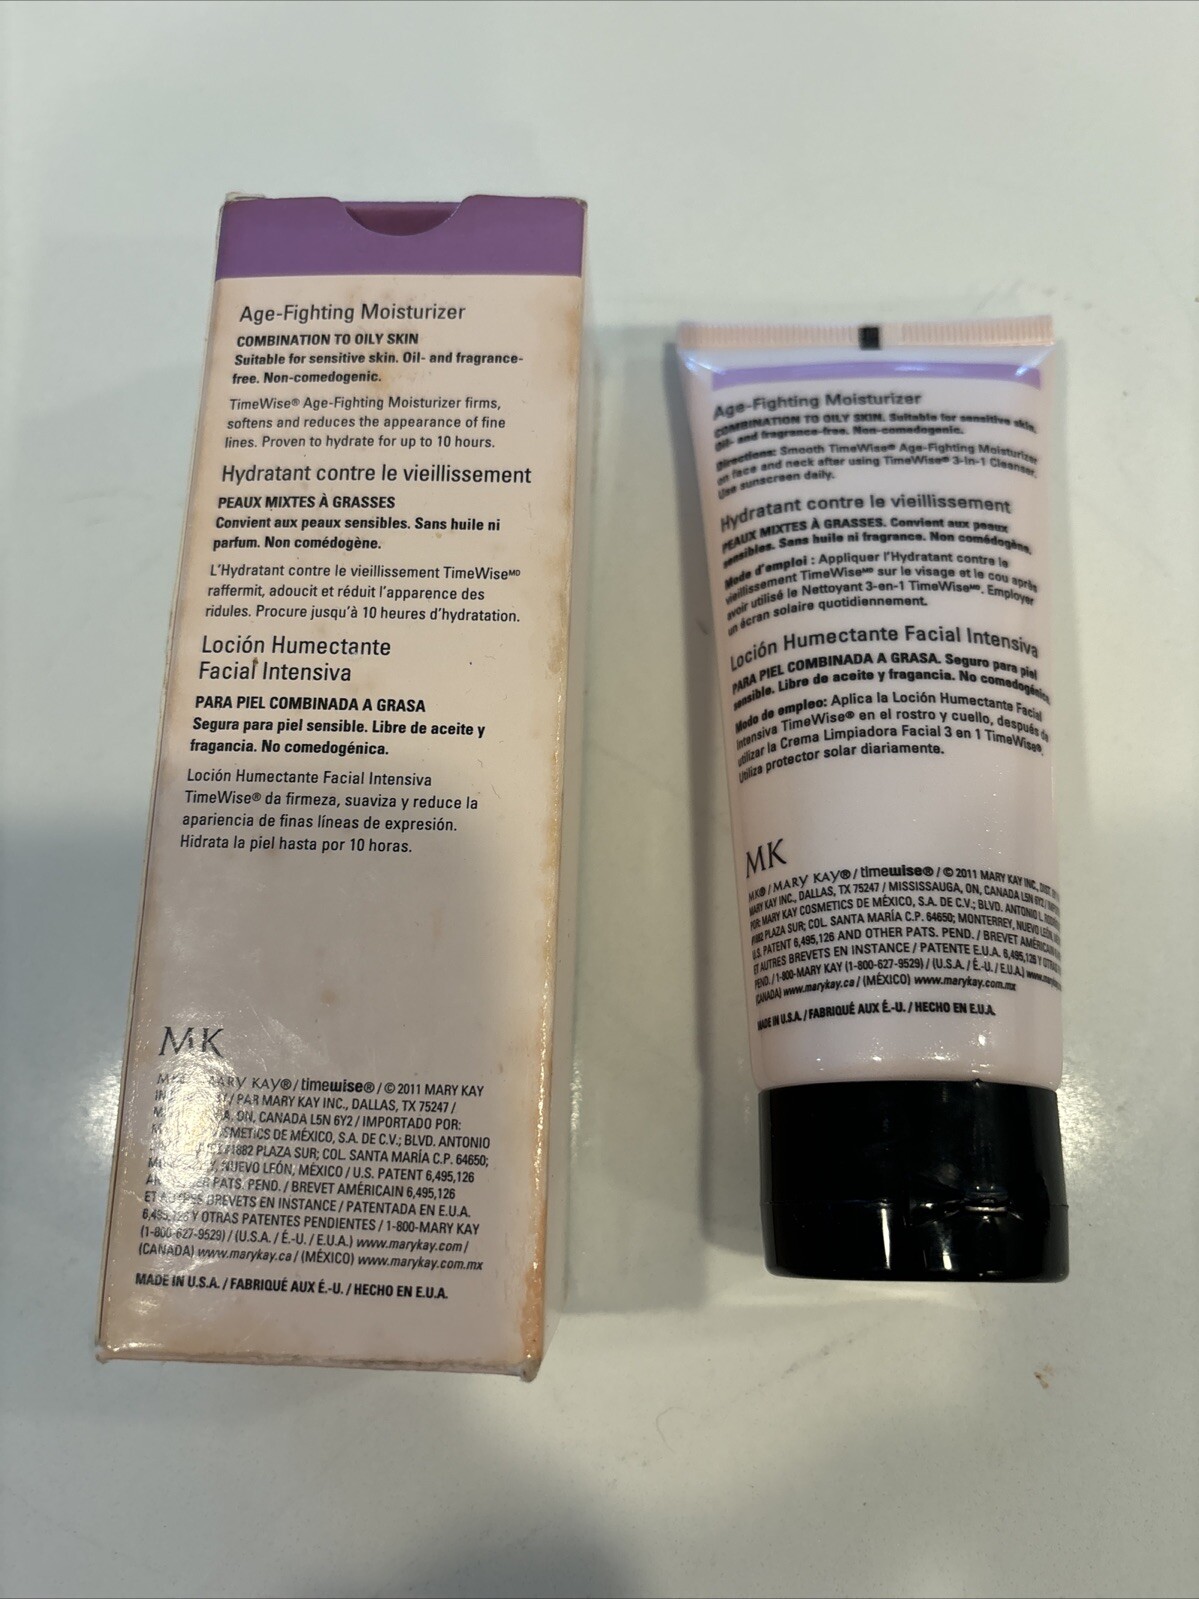 Age-Fighting Moisturizer
COMBINATION TO OILY SKIN
Suitable for sensitive skin. Oil- and fragrance-
free. Non-comedogenic.
TimeWise® Age-Fighting Moisturizer firms,
softens and reduces the appearance of fine
lines. Proven to hydrate for up to 10 hours.
Hydratant contre le vieillissement
PEAUX MIXTES À GRASSES
Convient aux peaux sensibles. Sans huile ni
parfum. Non comédogène.
L'Hydratant contre le vieillissement TimeWiseᴹᴰ
raffermit, adoucit et réduit l'apparence des
ridules. Procure jusqu'à 10 heures d'hydratation.
Loción Humectante
Facial Intensiva
PARA PIEL COMBINADA A GRASA
Segura para piel sensible. Libre de aceite y
fragancia. No comedogénica.
Loción Humectante Facial Intensiva
TimeWise® da firmeza, suaviza y reduce la
apariencia de finas líneas de expresión.
Hidrata la piel hasta por 10 horas.
MK
MARY KAY® / timewise® / © 2011 MARY KAY
/ PAR MARY KAY INC., DALLAS, TX 75247 /
ON, CANADA L5N 6Y2 / IMPORTADO POR:
DE MÉXICO, S.A. DE C.V.; BLVD. ANTONIO
#1882 PLAZA SUR; COL. SANTA MARÍA C.P. 64650;
NUEVO LEÓN, MÉXICO / U.S. PATENT 6,495,126
PATS. PEND. / BREVET AMÉRICAIN 6,495,126
ET AUTRES BREVETS EN INSTANCE / PATENTADA EN E.U.A.
6,495,126 Y OTRAS PATENTES PENDIENTES / 1-800-MARY KAY
(1-800-627-9529) / (U.S.A. / É.-U. / E.U.A.) www.marykay.com /
(CANADA) www.marykay.ca / (MÉXICO) www.marykay.com.mx
MADE IN U.S.A. / FABRIQUÉ AUX É.-U. / HECHO EN E.U.A.
Age-Fighting Moisturizer
COMBINATION TO OILY SKIN. Suitable for sensitive skin.
Oil- and fragrance-free. Non-comedogenic.
Directions: Smooth TimeWise® Age-Fighting Moisturizer
on face and neck after using TimeWise® 3-In-1 Cleanser.
Use sunscreen daily.
Hydratant contre le vieillissement
PEAUX MIXTES À GRASSES. Convient aux peaux
sensibles. Sans huile ni fragrance. Non comédogène.
Mode d'emploi : Appliquer l'Hydratant contre le
vieillissement TimeWiseᴹᴰ sur le visage et le cou après
avoir utilisé le Nettoyant 3-en-1 TimeWiseᴹᴰ. Employer
un écran solaire quotidiennement.
Loción Humectante Facial Intensiva
PARA PIEL COMBINADA A GRASA. Seguro para piel
sensible. Libre de aceite y fragancia. No comedogénica.
Modo de empleo: Aplica la Loción Humectante Facial
Intensiva TimeWise® en el rostro y cuello, después de
utilizar la Crema Limpiadora Facial 3 en 1 TimeWise®.
Utiliza protector solar diariamente.
MK
MK® / MARY KAY® / timewise® / © 2011 MARY KAY INC.,
MARY KAY INC., DALLAS, TX 75247 / MISSISSAUGA, ON, CANADA L5N 6Y2 /
POR: MARY KAY COSMETICS DE MÉXICO, S.A. DE C.V.; BLVD. ANTONIO L.
#1882 PLAZA SUR; COL. SANTA MARÍA C.P. 64650; MONTERREY, NUEVO LEÓN,
U.S. PATENT 6,495,126 AND OTHER PATS. PEND. / BREVET AMÉRICAIN
ET AUTRES BREVETS EN INSTANCE / PATENTE E.U.A. 6,495,126 Y
PEND. / 1-800-MARY KAY (1-800-627-9529) / (U.S.A. / É.-U. / E.U.A.)
(CANADA) www.marykay.ca / (MÉXICO) www.marykay.com.mx
MADE IN U.S.A. / FABRIQUÉ AUX É.-U. / HECHO EN E.U.A.